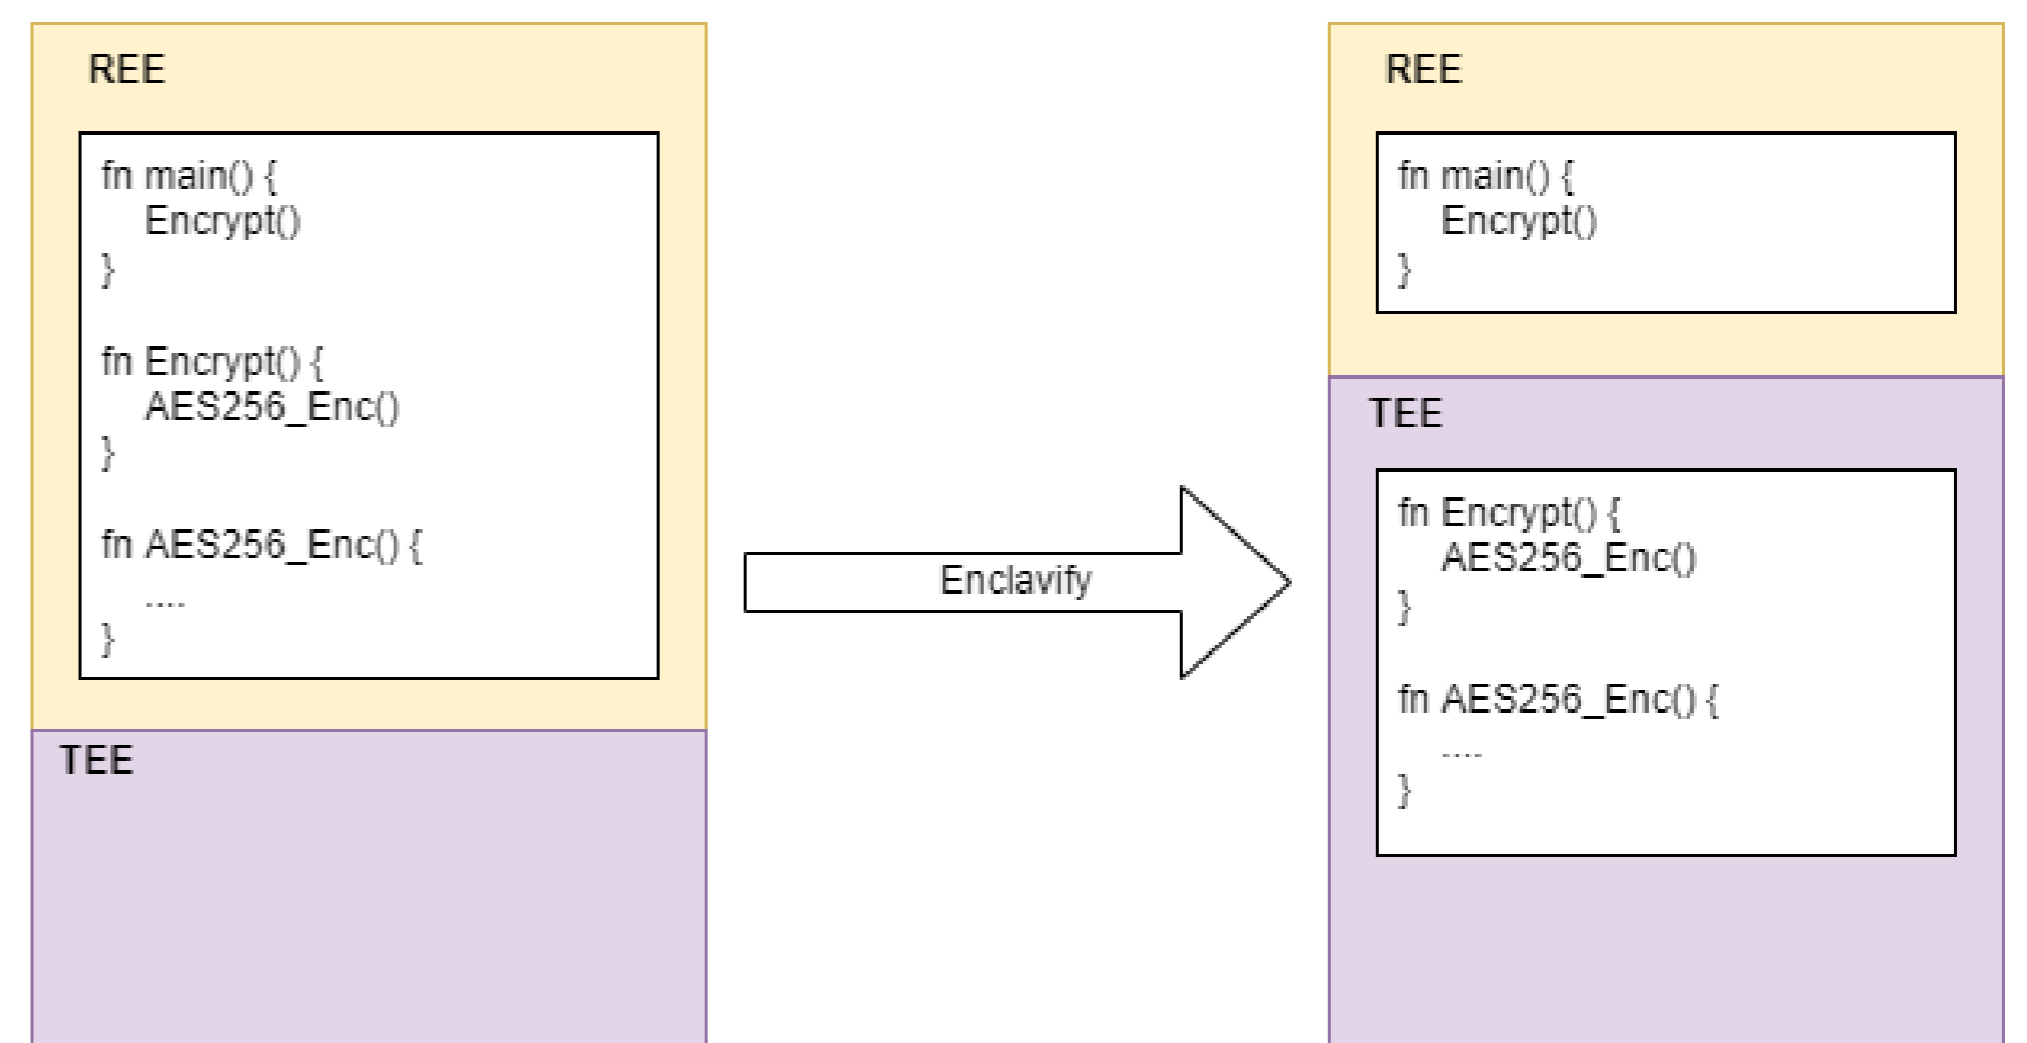 REE
fn main() {
Encrypt()
}
fn Encrypt() {
AES256_Enc()
}
fn AES256_Enc() {
....
}
TEE
Enclavify
REE
fn main() {
Encrypt()
}
TEE
fn Encrypt() {
AES256_Enc()
}
fn AES256_Enc() {
....
}